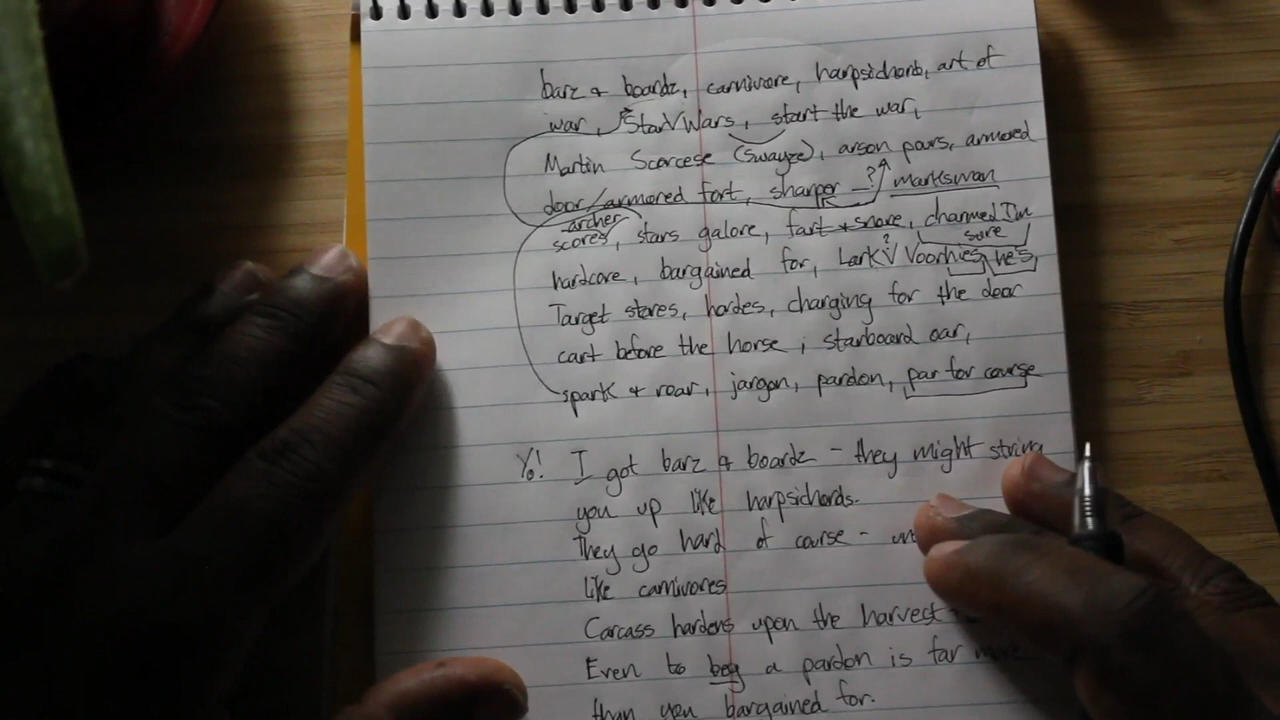 barz & boardz, carnivore, harpsichord, art of
war, Star Wars, start the war,
Martin Scorcese (Swayze), arson pours, armored
door/armored fort, sharper —? marksman
archer
scores, stars galore, fart & snore, charmed I'm
sure
hardcore, bargained for, Lark? Voorhies, he's,
Target stores, hordes, charging for the door
cart before the horse, starboard oar,
spark & roar, jargon, pardon, par for course
Yo! I got barz & boardz - they might string
you up like harpsichords.
They go hard of course -
like carnivores
Carcass hardens upon the harvest
Even to beg a pardon is far more
than you bargained for.